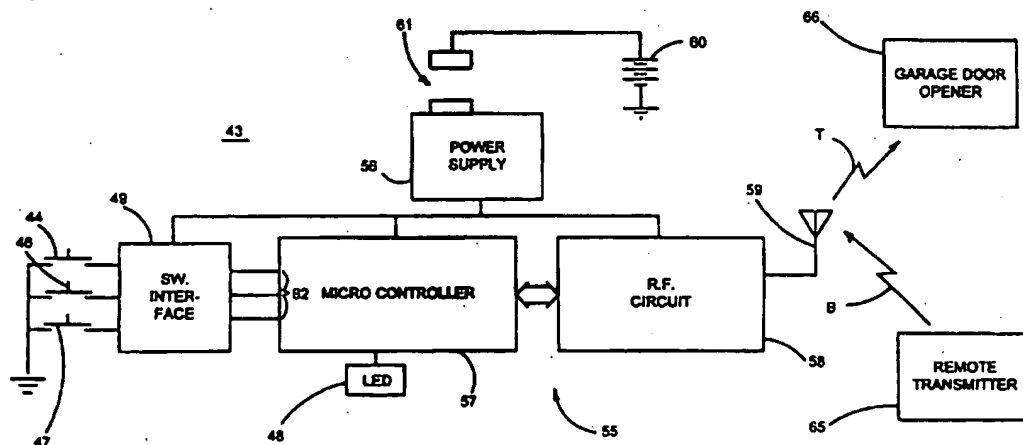 61
60
66
GARAGE DOOR
OPENER
43
POWER
SUPPLY
56
T
59
49
44
46
SW.
INTER-
FACE
62
MICRO CONTROLLER
R.F.
CIRCUIT
B
58
REMOTE
TRANSMITTER
LED
57
47
48
55
65